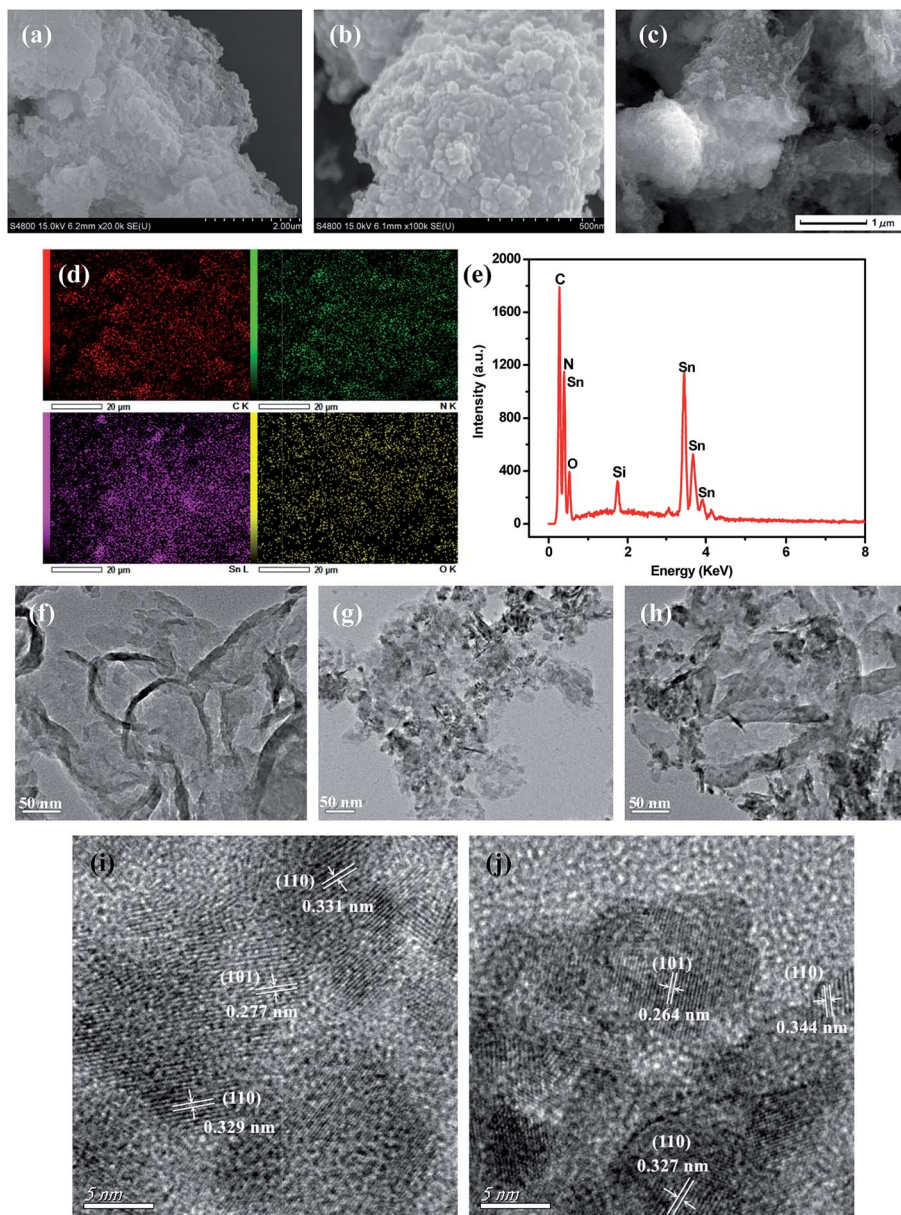 (a)
S4800 15.0kV 6.2mm x20.0k SE(U)
2.00um
(b)
S4800 15.0kV 6.1mm x100k SE(U)
500nm
(c)
1 μm
(d)
20 μm
C K
20 μm
N K
20 μm
Sn L
20 μm
O K
(e)
2000
1600
1200
800
400
0
Intensity (a.u.)
C
N
Sn
O
Si
Sn
Sn
Sn
0
2
4
6
8
Energy (KeV)
(f)
50 nm
(g)
50 nm
(h)
50 nm
(i)
(110)
0.331 nm
(101)
0.277 nm
(110)
0.329 nm
5 nm
(j)
(101)
0.264 nm
(110)
0.344 nm
(110)
0.327 nm
5 nm